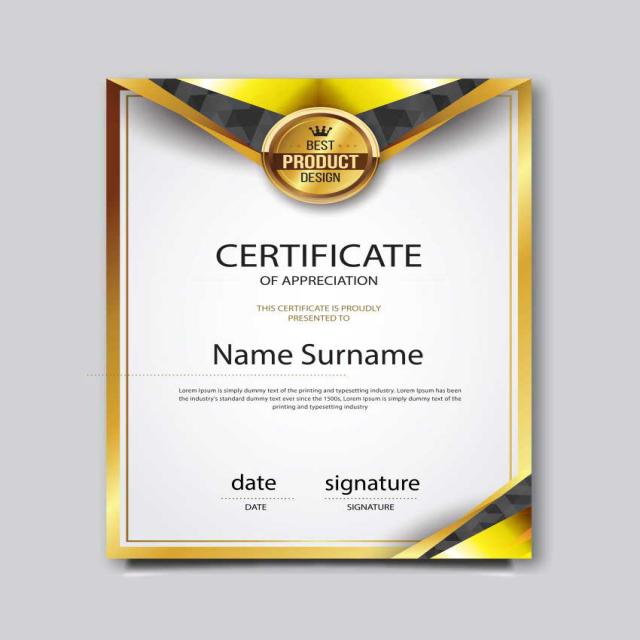 BEST
PRODUCT
DESIGN
CERTIFICATE
OF APPRECIATION
THIS CERTIFICATE IS PROUDLY
PRESENTED TO
Name Surname
Lorem Ipsum is simply dummy text of the printing and typesetting industry. Lorem Ipsum has been
the industry's standard dummy text ever since the 1500s, Lorem Ipsum is simply dummy text of the
printing and typesetting industry
date signature
DATE SIGNATURE